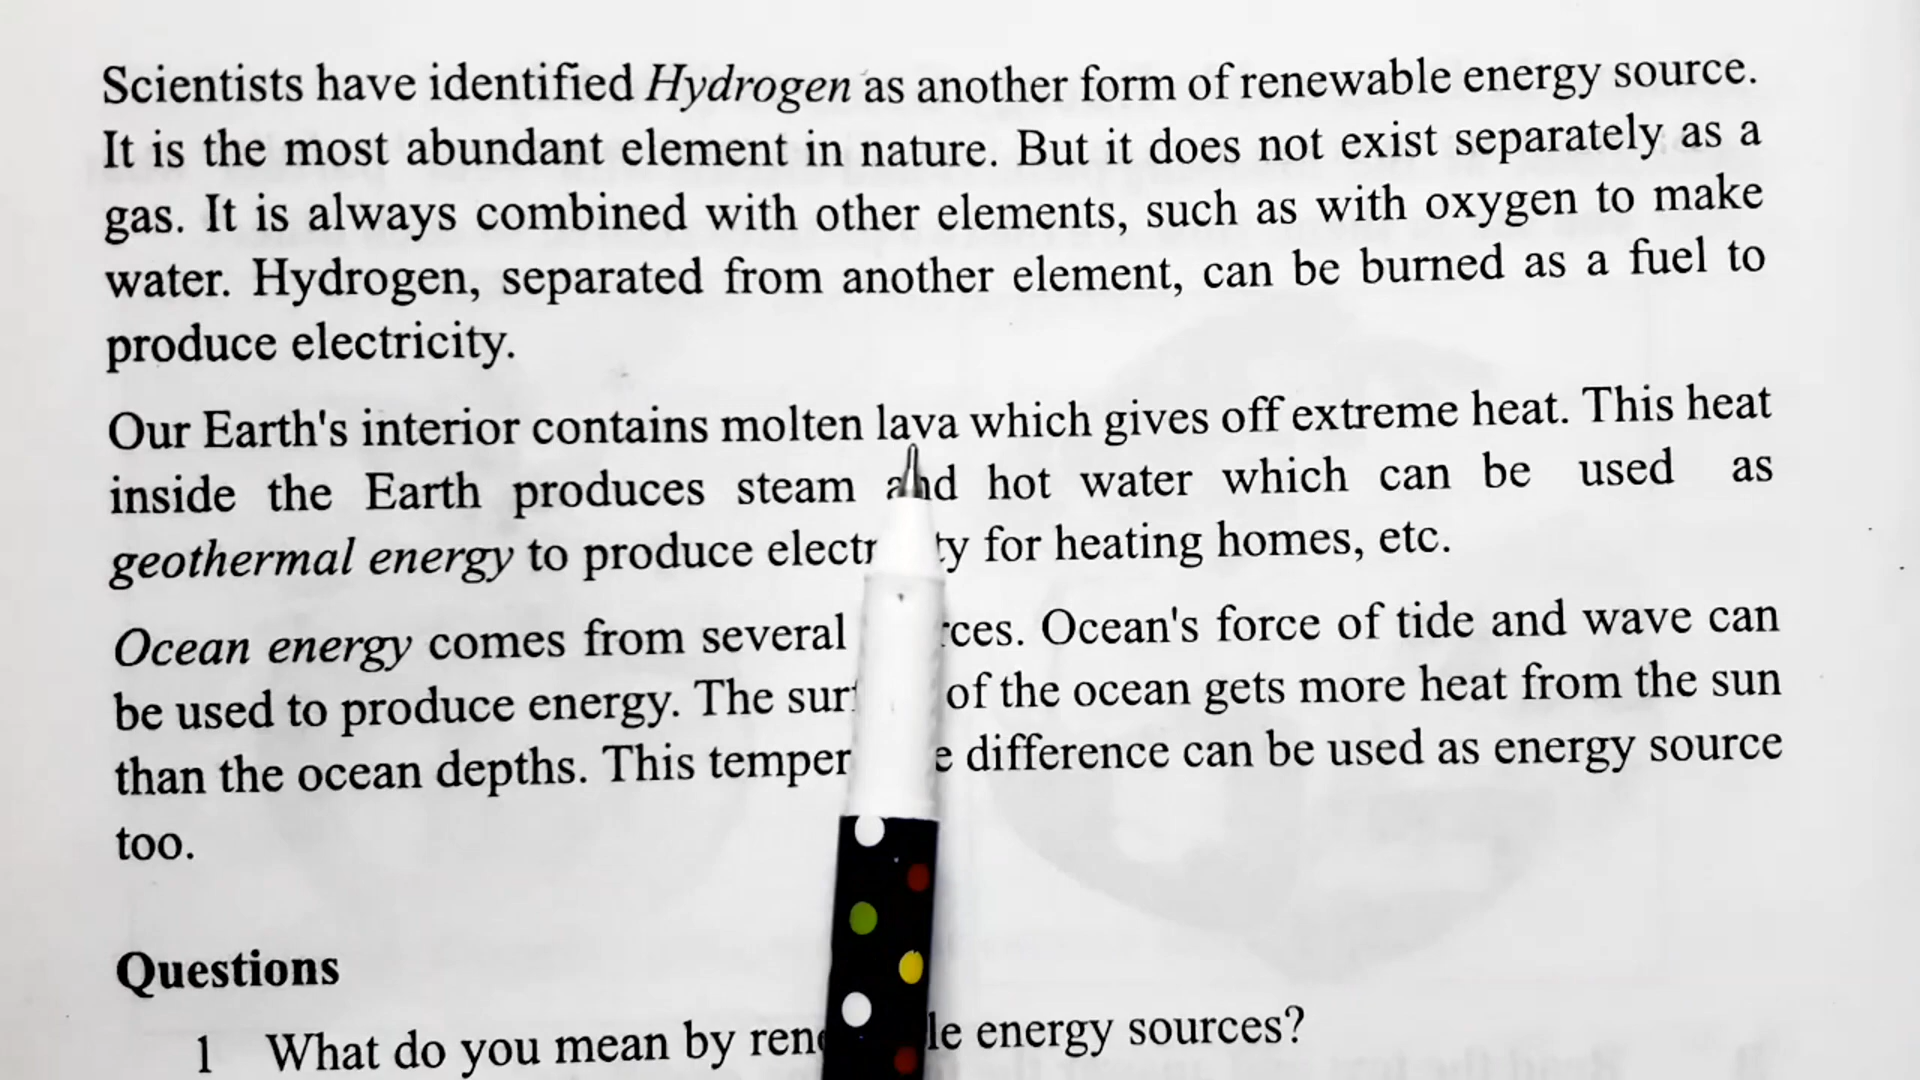 Scientists have identified Hydrogen as another form of renewable energy source.
It is the most abundant element in nature. But it does not exist separately as a
gas. It is always combined with other elements, such as with oxygen to make
water. Hydrogen, separated from another element, can be burned as a fuel to
produce electricity.
Our Earth's interior contains molten lava which gives off extreme heat. This heat
inside the Earth produces steam and hot water which can be used as
geothermal energy to produce for heating homes, etc.
Ocean energy comes from several Ocean's force of tide and wave can
be used to produce energy. The of the ocean gets more heat from the sun
than the ocean depths. This difference can be used as energy source
too.
Questions
1 What do you mean by energy sources?